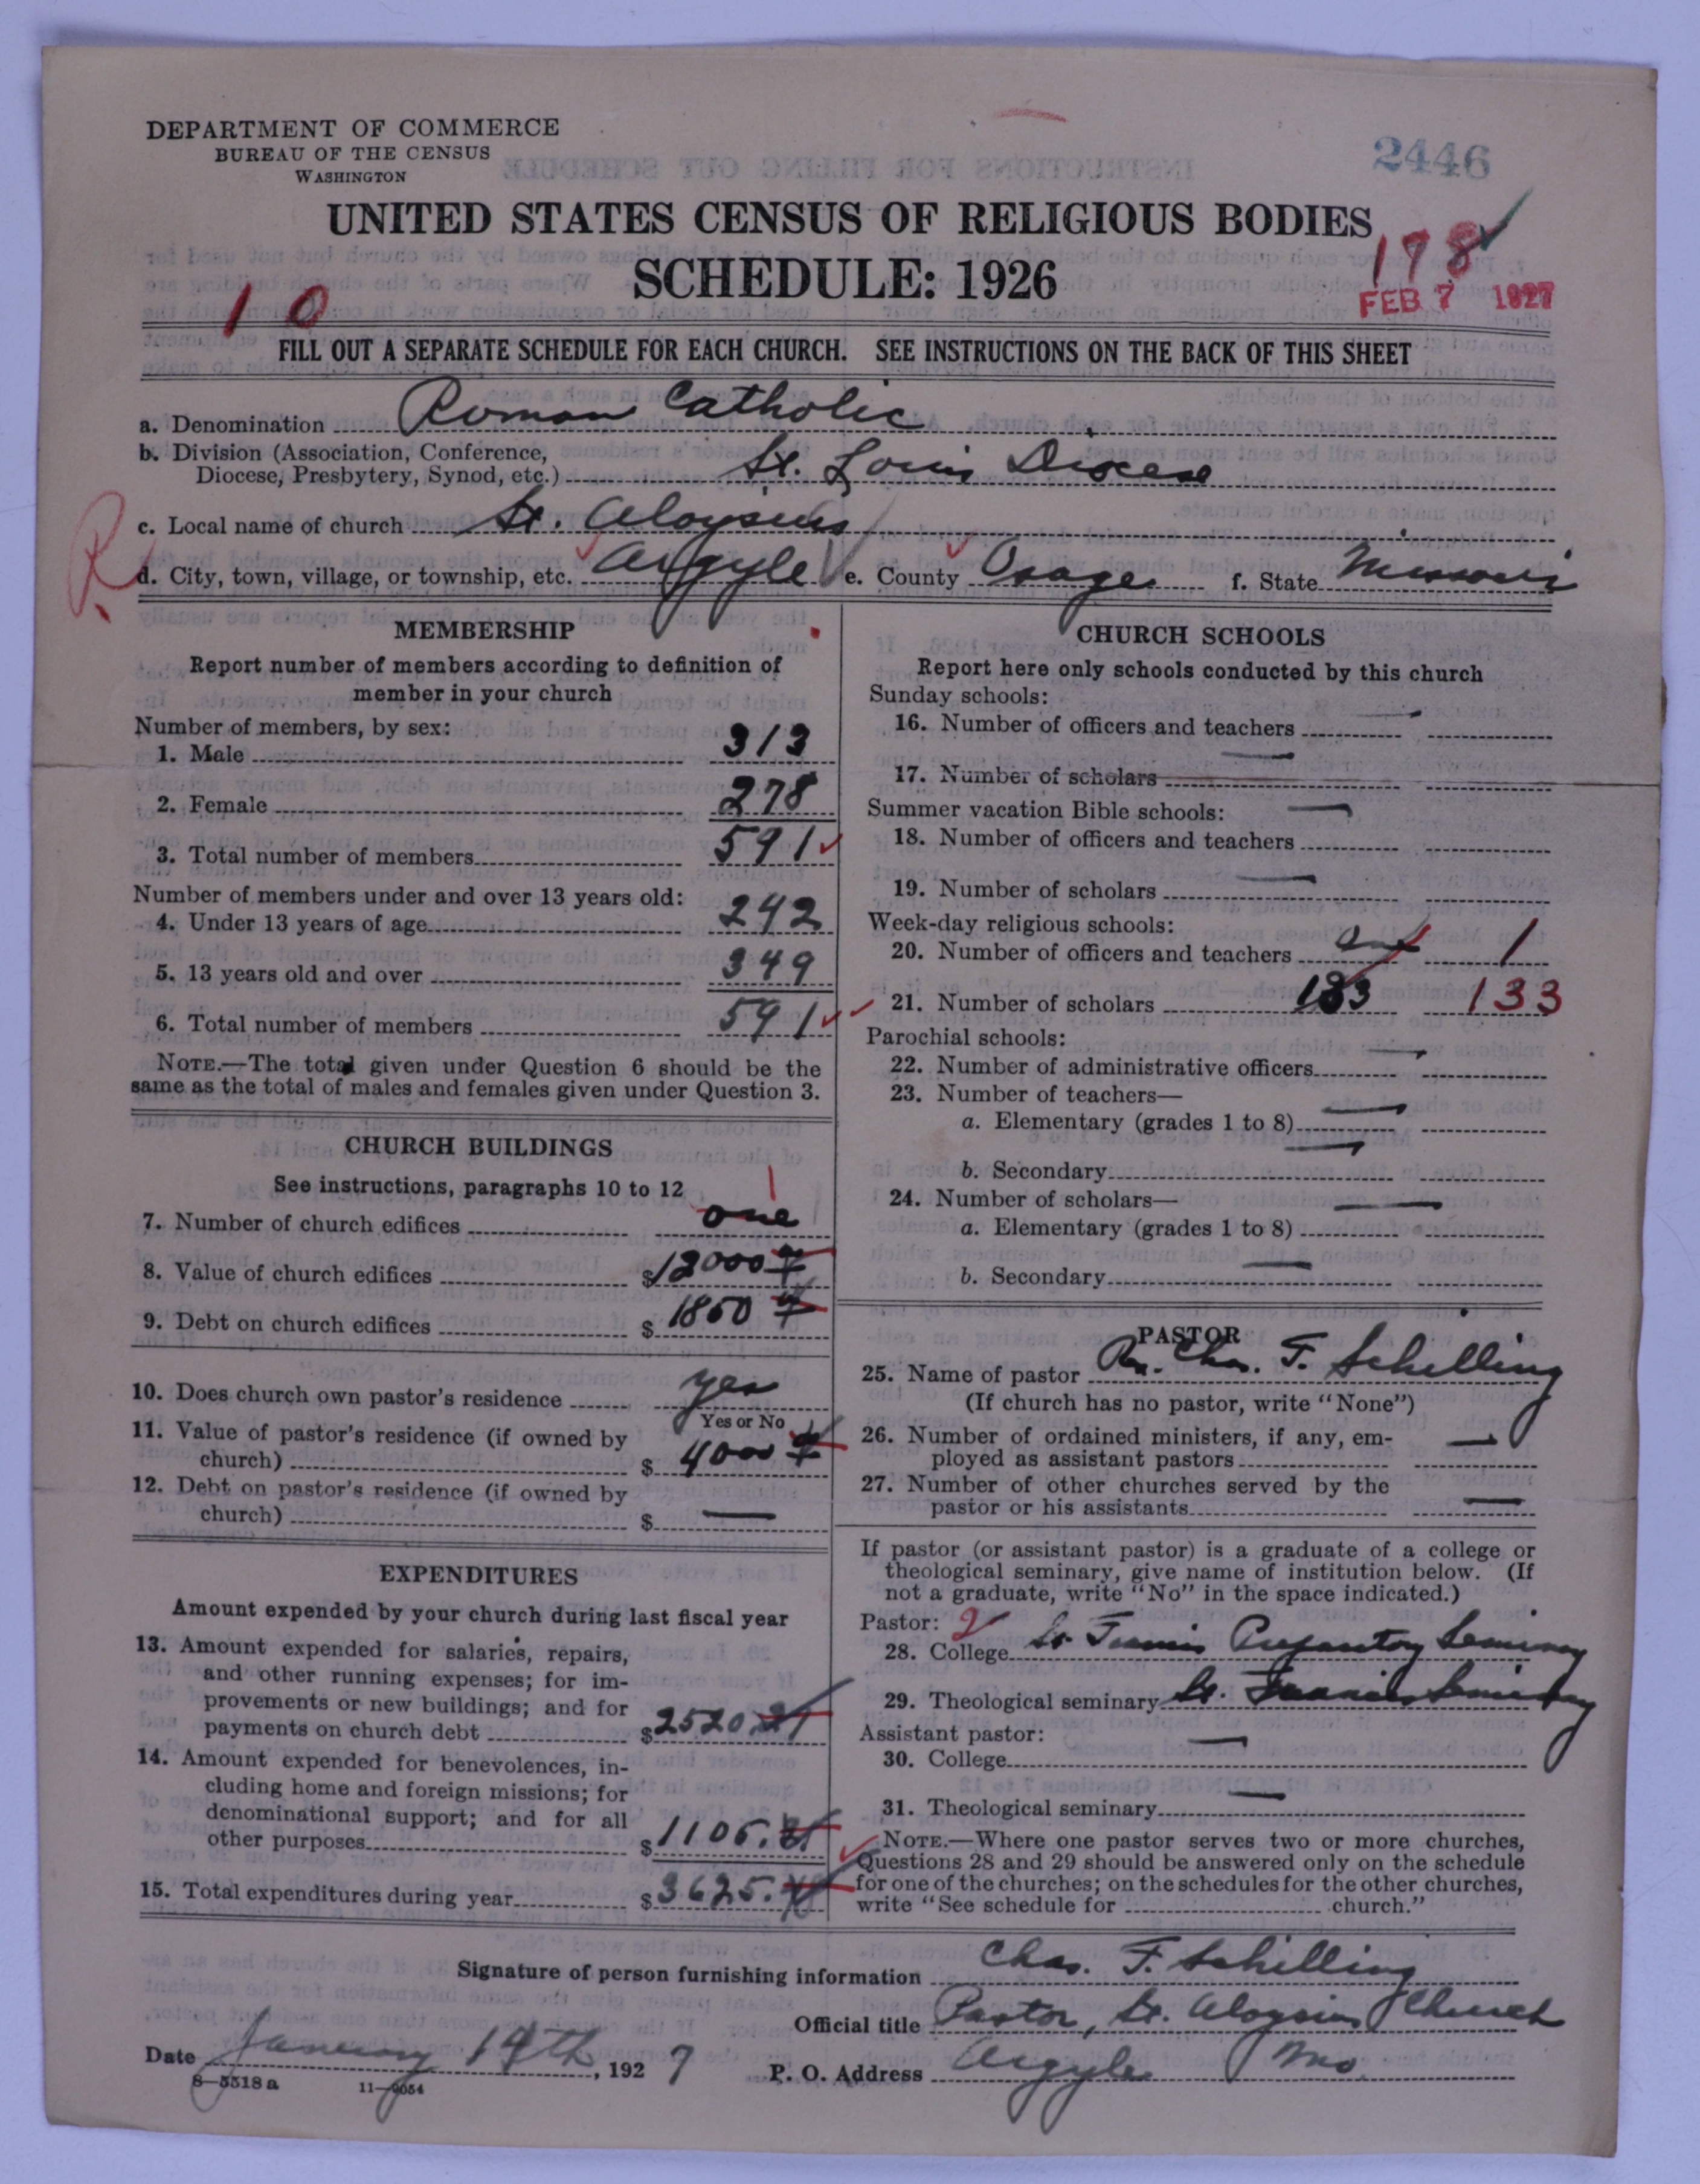 DEPARTMENT OF COMMERCE
BUREAU OF THE CENSUS
WASHINGTON
2446
UNITED STATES CENSUS OF RELIGIOUS BODIES
SCHEDULE: 1926
178
FEB 7 1927
1 0
FILL OUT A SEPARATE SCHEDULE FOR EACH CHURCH. SEE INSTRUCTIONS ON THE BACK OF THIS SHEET
a. Denomination Roman Catholic
b. Division (Association, Conference,
Diocese, Presbytery, Synod, etc.) St. Louis Diocese
c. Local name of church St. Aloysius
R
d. City, town, village, or township, etc. Argyle e. County Osage f. State Missouri
MEMBERSHIP
Report number of members according to definition of
member in your church
Number of members, by sex:
1. Male 313
2. Female 278
3. Total number of members 591
Number of members under and over 13 years old:
4. Under 13 years of age 242
5. 13 years old and over 349
6. Total number of members 591
NOTE.—The total given under Question 6 should be the
same as the total of males and females given under Question 3.
CHURCH BUILDINGS
See instructions, paragraphs 10 to 12
1
7. Number of church edifices one
8. Value of church edifices $12000
9. Debt on church edifices $ 1850
10. Does church own pastor's residence yes
Yes or No
11. Value of pastor's residence (if owned by
church) $ 4000
12. Debt on pastor's residence (if owned by
church) $ —
EXPENDITURES
Amount expended by your church during last fiscal year
13. Amount expended for salaries, repairs,
and other running expenses; for im-
provements or new buildings; and for
payments on church debt $2520.21
14. Amount expended for benevolences, in-
cluding home and foreign missions; for
denominational support; and for all
other purposes $1105.
15. Total expenditures during year $3625.
CHURCH SCHOOLS
Report here only schools conducted by this church
Sunday schools:
16. Number of officers and teachers —
17. Number of scholars —
Summer vacation Bible schools: —
18. Number of officers and teachers
19. Number of scholars —
Week-day religious schools:
20. Number of officers and teachers one 1
21. Number of scholars 133 133
Parochial schools:
22. Number of administrative officers —
23. Number of teachers—
a. Elementary (grades 1 to 8) —
b. Secondary —
24. Number of scholars—
a. Elementary (grades 1 to 8) —
b. Secondary —
PASTOR
25. Name of pastor Rev. Chas. F. Schilling
(If church has no pastor, write "None")
26. Number of ordained ministers, if any, em-
ployed as assistant pastors —
27. Number of other churches served by the
pastor or his assistants —
If pastor (or assistant pastor) is a graduate of a college or
theological seminary, give name of institution below. (If
not a graduate, write "No" in the space indicated.)
Pastor: 2
28. College St. Francis Preparatory Seminary
29. Theological seminary St. Francis Seminary
Assistant pastor:
30. College —
31. Theological seminary —
NOTE.—Where one pastor serves two or more churches,
Questions 28 and 29 should be answered only on the schedule
for one of the churches; on the schedules for the other churches,
write "See schedule for church."
Signature of person furnishing information Chas. F. Schilling
Official title Pastor, St. Aloysius Church
Date January 14th, 1927 P. O. Address Argyle Mo.
8—5518 a 11—9054